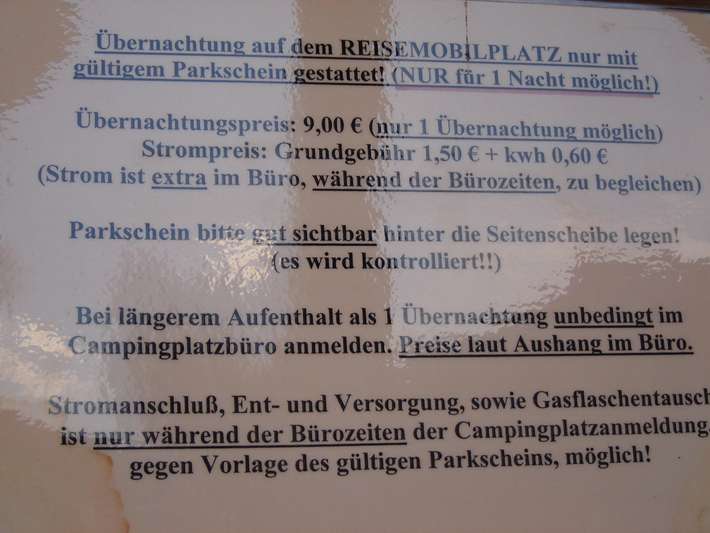 Übernachtung auf dem REISEMOBILPLATZ nur mit
gültigem Parkschein gestattet! (NUR für 1 Nacht möglich!)
Übernachtungspreis: 9,00 € (nur 1 Übernachtung möglich)
Strompreis: Grundgebühr 1,50 € + kwh 0,60 €
(Strom ist extra im Büro, während der Bürozeiten, zu begleichen)
Parkschein bitte gut sichtbar hinter die Seitenscheibe legen!
(es wird kontrolliert!!)
Bei längerem Aufenthalt als 1 Übernachtung unbedingt im
Campingplatzbüro anmelden. Preise laut Aushang im Büro.
Stromanschluß, Ent- und Versorgung, sowie Gasflaschentausch
ist nur während der Bürozeiten der Campingplatzanmeldung,
gegen Vorlage des gültigen Parkscheins, möglich!